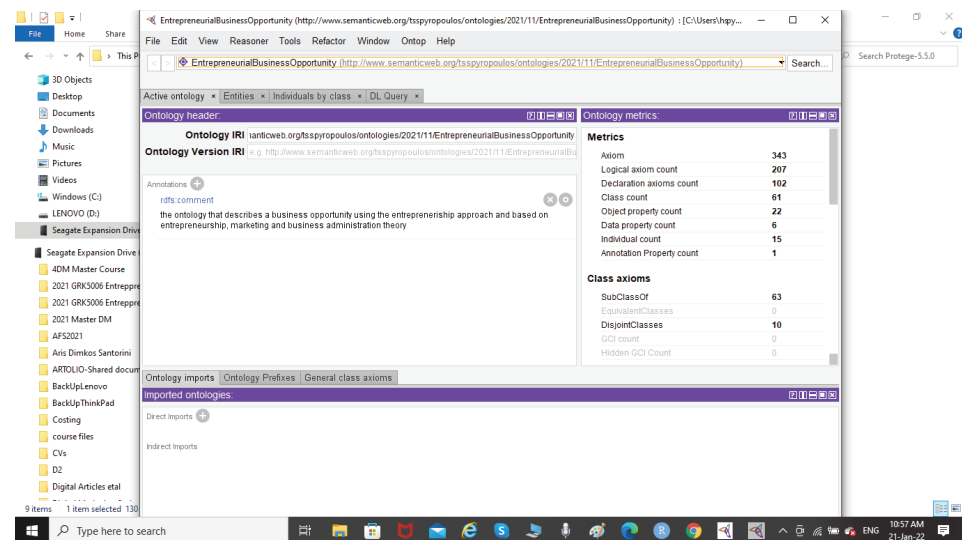 EntrepreneurialBusinessOpportunity (http://www.semanticweb.org/tsspyropoulos/ontologies/2021/11/EntrepreneurialBusinessOpportunity) : [C:\Users\hspy...
File Home Share
File Edit View Reasoner Tools Refactor Window Ontop Help
This P
Search Protege-5.5.0
EntrepreneurialBusinessOpportunity (http://www.semanticweb.org/tsspyropoulos/ontologies/2021/11/EntrepreneurialBusinessOpportunity)
Search...
Active ontology × Entities × Individuals by class × DL Query ×
Ontology header:
Ontology IRI anticweb.org/tsspyropoulos/ontologies/2021/11/EntrepreneurialBusinessOpportunity
Ontology Version IRI e.g. http://www.semanticweb.org/tsspyropoulos/ontologies/2021/11/EntrepreneurialBu
Annotations
rdfs:comment
the ontology that describes a business opportunity using the entrepreneriship approach and based on
entrepreneurship, marketing and business administration theory
Ontology metrics:
Metrics
Axiom 343
Logical axiom count 207
Declaration axioms count 102
Class count 61
Object property count 22
Data property count 6
Individual count 15
Annotation Property count 1
Class axioms
SubClassOf 63
EquivalentClasses 0
DisjointClasses 10
GCI count 0
Hidden GCI Count 0
Ontology imports Ontology Prefixes General class axioms
Imported ontologies:
Direct Imports
Indirect Imports
3D Objects
Desktop
Documents
Downloads
Music
Pictures
Videos
Windows (C:)
LENOVO (D:)
Seagate Expansion Drive
Seagate Expansion Drive
4DM Master Course
2021 GRK5006 Entrepre
2021 GRK5006 Entrepre
2021 Master DM
AFS2021
Aris Dimkos Santorini
ARTOLIO-Shared docum
BackUpLenovo
BackUpThinkPad
Costing
course files
CVs
D2
Digital Articles etal
9 items 1 item selected 130
Type here to search
ENG
10:57 AM
21-Jan-22